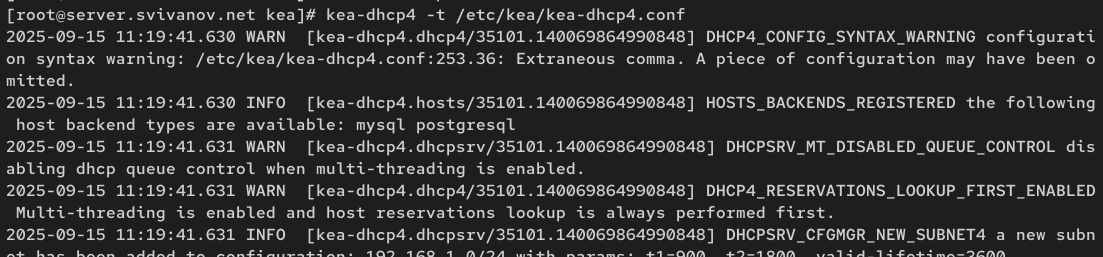 [root@server.svivanov.net kea]# kea-dhcp4 -t /etc/kea/kea-dhcp4.conf
2025-09-15 11:19:41.630 WARN  [kea-dhcp4.dhcp4/35101.140069864990848] DHCP4_CONFIG_SYNTAX_WARNING configurati
on syntax warning: /etc/kea/kea-dhcp4.conf:253.36: Extraneous comma. A piece of configuration may have been o
mitted.
2025-09-15 11:19:41.630 INFO  [kea-dhcp4.hosts/35101.140069864990848] HOSTS_BACKENDS_REGISTERED the following
 host backend types are available: mysql postgresql
2025-09-15 11:19:41.631 WARN  [kea-dhcp4.dhcpsrv/35101.140069864990848] DHCPSRV_MT_DISABLED_QUEUE_CONTROL dis
abling dhcp queue control when multi-threading is enabled.
2025-09-15 11:19:41.631 WARN  [kea-dhcp4.dhcp4/35101.140069864990848] DHCP4_RESERVATIONS_LOOKUP_FIRST_ENABLED
 Multi-threading is enabled and host reservations lookup is always performed first.
2025-09-15 11:19:41.631 INFO  [kea-dhcp4.dhcpsrv/35101.140069864990848] DHCPSRV_CFGMGR_NEW_SUBNET4 a new subn
et has been added to configuration: 192.168.1.0/24 with params: t1=900, t2=1800, valid-lifetime=3600